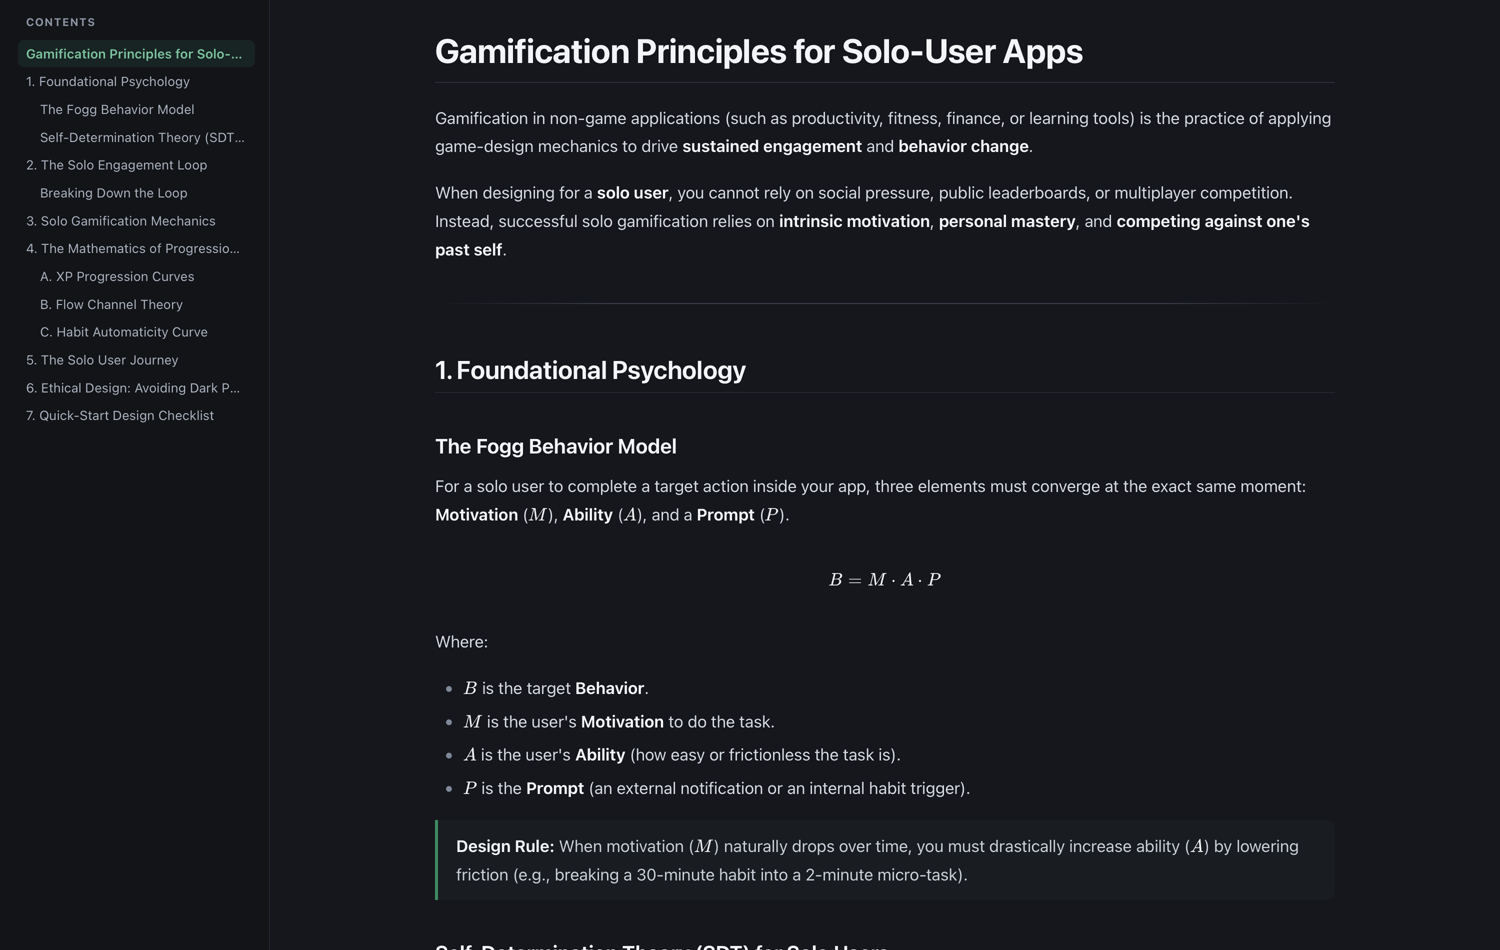 CONTENTS
Gamification Principles for Solo-...
1. Foundational Psychology
The Fogg Behavior Model
Self-Determination Theory (SDT...
2. The Solo Engagement Loop
Breaking Down the Loop
3. Solo Gamification Mechanics
4. The Mathematics of Progressio...
A. XP Progression Curves
B. Flow Channel Theory
C. Habit Automaticity Curve
5. The Solo User Journey
6. Ethical Design: Avoiding Dark P...
7. Quick-Start Design Checklist
Gamification Principles for Solo-User Apps
Gamification in non-game applications (such as productivity, fitness, finance, or learning tools) is the practice of applying
game-design mechanics to drive sustained engagement and behavior change.
When designing for a solo user, you cannot rely on social pressure, public leaderboards, or multiplayer competition.
Instead, successful solo gamification relies on intrinsic motivation, personal mastery, and competing against one's
past self.
1. Foundational Psychology
The Fogg Behavior Model
For a solo user to complete a target action inside your app, three elements must converge at the exact same moment:
Motivation (M), Ability (A), and a Prompt (P).
B = M · A · P
Where:
• B is the target Behavior.
• M is the user's Motivation to do the task.
• A is the user's Ability (how easy or frictionless the task is).
• P is the Prompt (an external notification or an internal habit trigger).
Design Rule: When motivation (M) naturally drops over time, you must drastically increase ability (A) by lowering
friction (e.g., breaking a 30-minute habit into a 2-minute micro-task).
Self-Determination Theory (SDT) for Solo Users